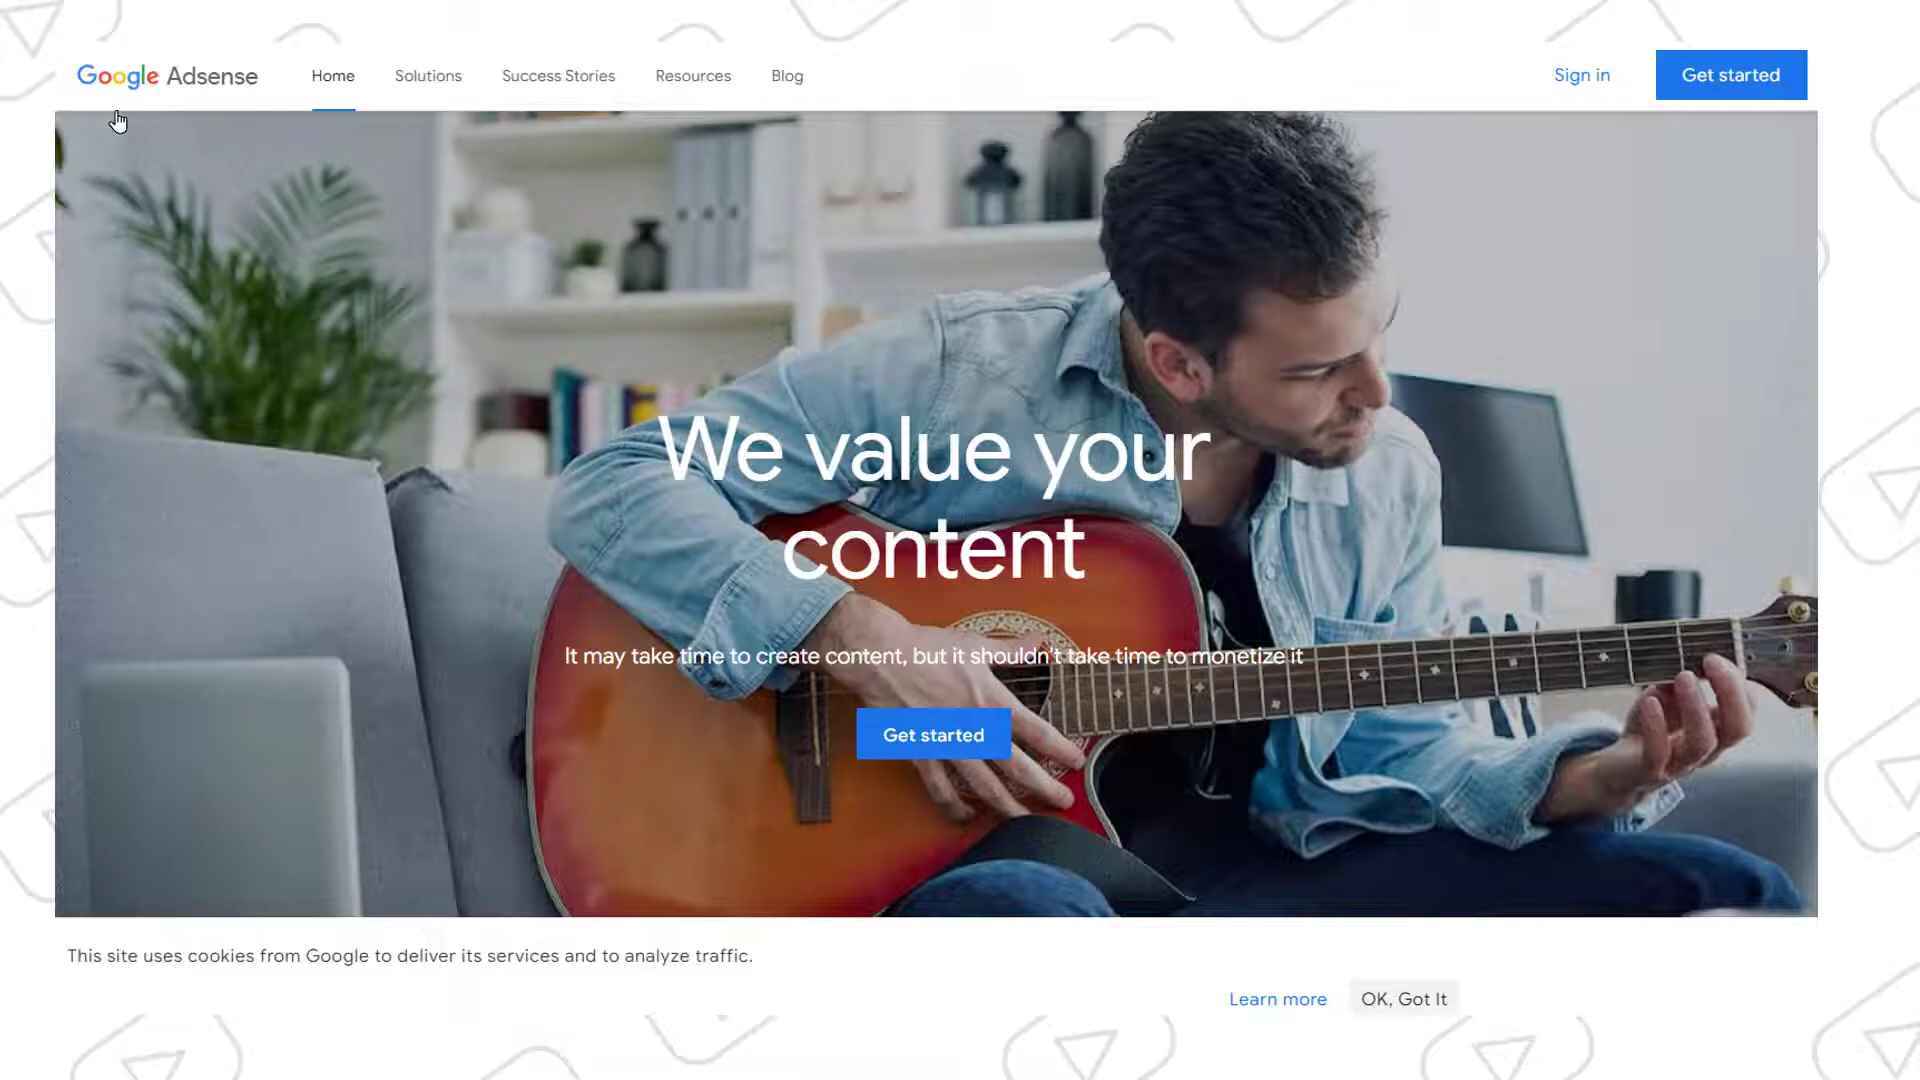 Google Adsense
Home
Solutions
Success Stories
Resources
Blog
Sign in
Get started
We value your
content
It may take time to create content, but it shouldn't take time to monetize it
Get started
This site uses cookies from Google to deliver its services and to analyze traffic.
Learn more
OK, Got It